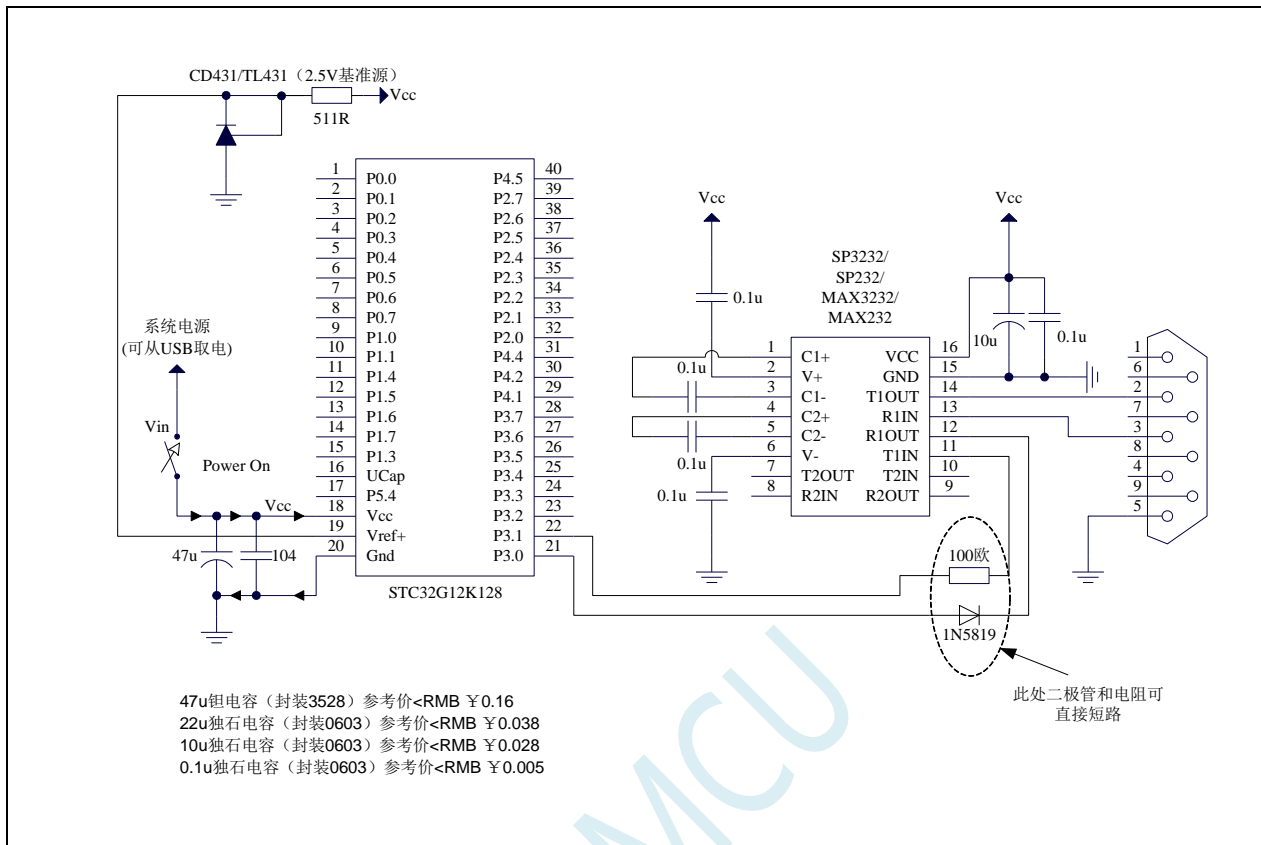 CD431/TL431（2.5V基准源）
Vcc
511R
1 P0.0 P4.5 40
2 P0.1 P2.7 39
3 P0.2 P2.6 38
4 P0.3 P2.5 37
5 P0.4 P2.4 36
6 P0.5 P2.3 35
7 P0.6 P2.2 34
8 P0.7 P2.1 33
9 P1.0 P2.0 32
10 P1.1 P4.4 31
11 P1.4 P4.2 30
12 P1.5 P4.1 29
13 P1.6 P3.7 28
14 P1.7 P3.6 27
15 P1.3 P3.5 26
16 UCap P3.4 25
17 P5.4 P3.3 24
18 Vcc P3.2 23
19 Vref+ P3.1 22
20 Gnd P3.0 21
STC32G12K128
系统电源
(可从USB取电)
Vin
Power On
Vcc
47u
104
Vcc
0.1u
0.1u
0.1u
0.1u
SP3232/
SP232/
MAX3232/
MAX232
1 C1+ VCC 16
2 V+ GND 15
3 C1- T1OUT 14
4 C2+ R1IN 13
5 C2- R1OUT 12
6 V- T1IN 11
7 T2OUT T2IN 10
8 R2IN R2OUT 9
Vcc
10u
0.1u
1
6
2
7
3
8
4
9
5
100欧
1N5819
此处二极管和电阻可
直接短路
47u钽电容（封装3528）参考价<RMB ￥0.16
22u独石电容（封装0603）参考价<RMB ￥0.038
10u独石电容（封装0603）参考价<RMB ￥0.028
0.1u独石电容（封装0603）参考价<RMB ￥0.005
MCU